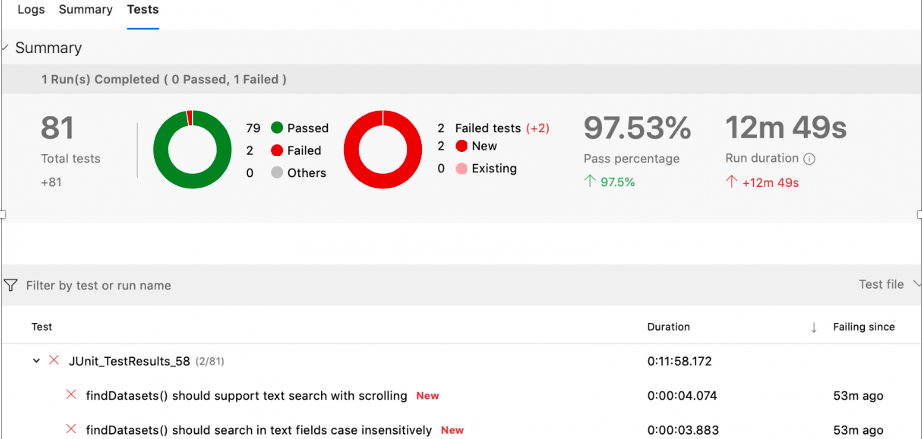 Logs Summary Tests
Summary
1 Run(s) Completed ( 0 Passed, 1 Failed )
81
Total tests
+81
79 Passed
2 Failed
0 Others
2 Failed tests (+2)
2 New
0 Existing
97.53%
Pass percentage
97.5%
12m 49s
Run duration
+12m 49s
Filter by test or run name
Test file
Test Duration Failing since
JUnit_TestResults_58 (2/81) 0:11:58.172
findDatasets() should support text search with scrolling New 0:00:04.074 53m ago
findDatasets() should search in text fields case insensitively New 0:00:03.883 53m ago